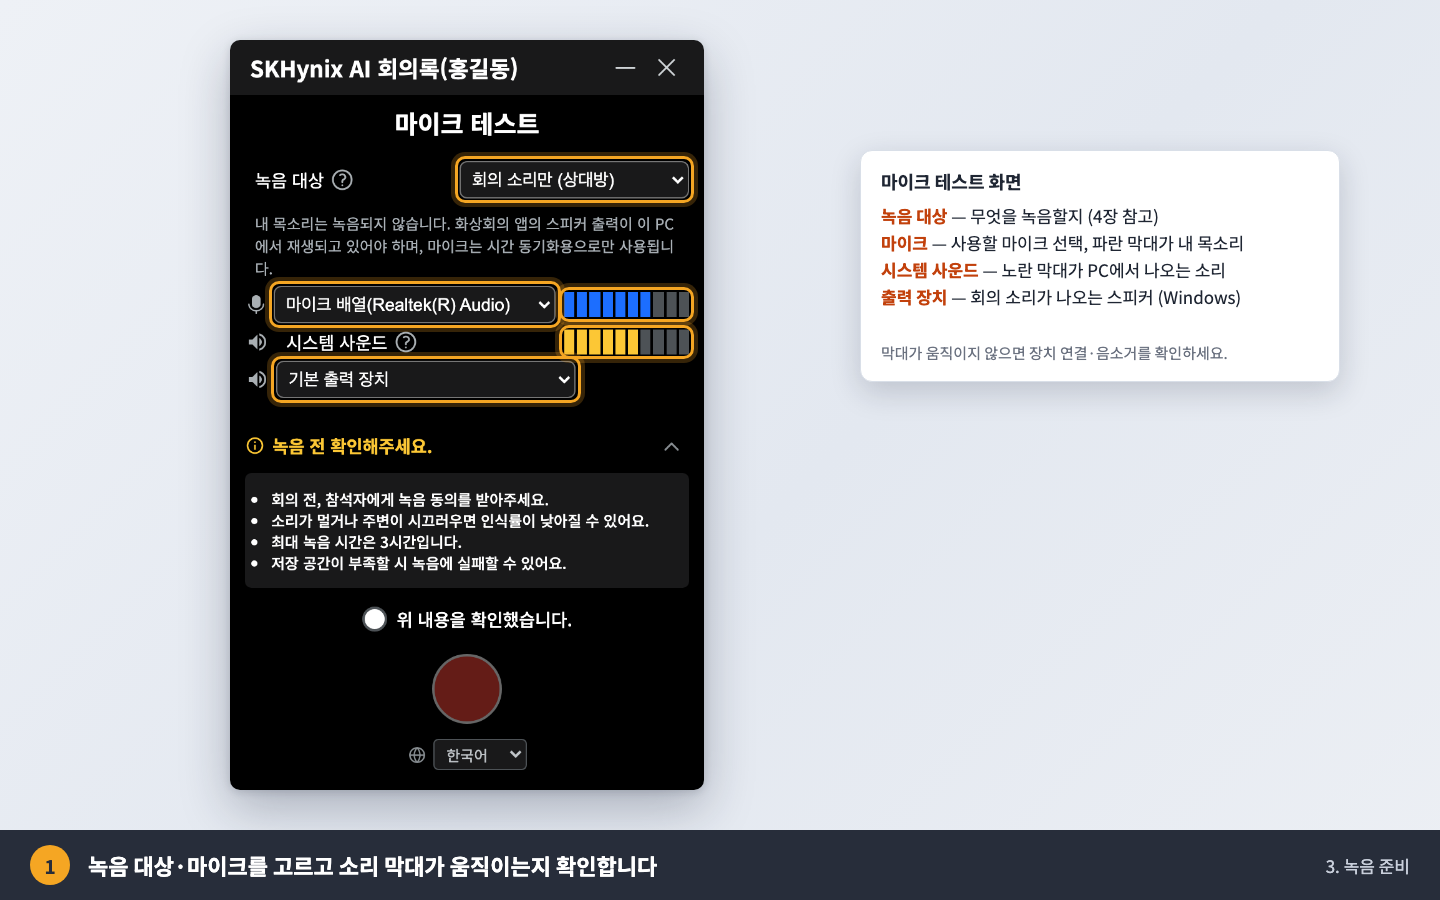 SKHynix AI 회의록(홍길동)
마이크 테스트
녹음 대상 ?
회의 소리만 (상대방)
내 목소리는 녹음되지 않습니다. 화상회의 앱의 스피커 출력이 이 PC
에서 재생되고 있어야 하며, 마이크는 시간 동기화용으로만 사용됩니
다.
마이크 배열(Realtek(R) Audio)
시스템 사운드 ?
기본 출력 장치
녹음 전 확인해주세요.
• 회의 전, 참석자에게 녹음 동의를 받아주세요.
• 소리가 멀거나 주변이 시끄러우면 인식률이 낮아질 수 있어요.
• 최대 녹음 시간은 3시간입니다.
• 저장 공간이 부족할 시 녹음에 실패할 수 있어요.
위 내용을 확인했습니다.
한국어
마이크 테스트 화면
녹음 대상 — 무엇을 녹음할지 (4장 참고)
마이크 — 사용할 마이크 선택, 파란 막대가 내 목소리
시스템 사운드 — 노란 막대가 PC에서 나오는 소리
출력 장치 — 회의 소리가 나오는 스피커 (Windows)
막대가 움직이지 않으면 장치 연결·음소거를 확인하세요.
1 녹음 대상·마이크를 고르고 소리 막대가 움직이는지 확인합니다
3. 녹음 준비